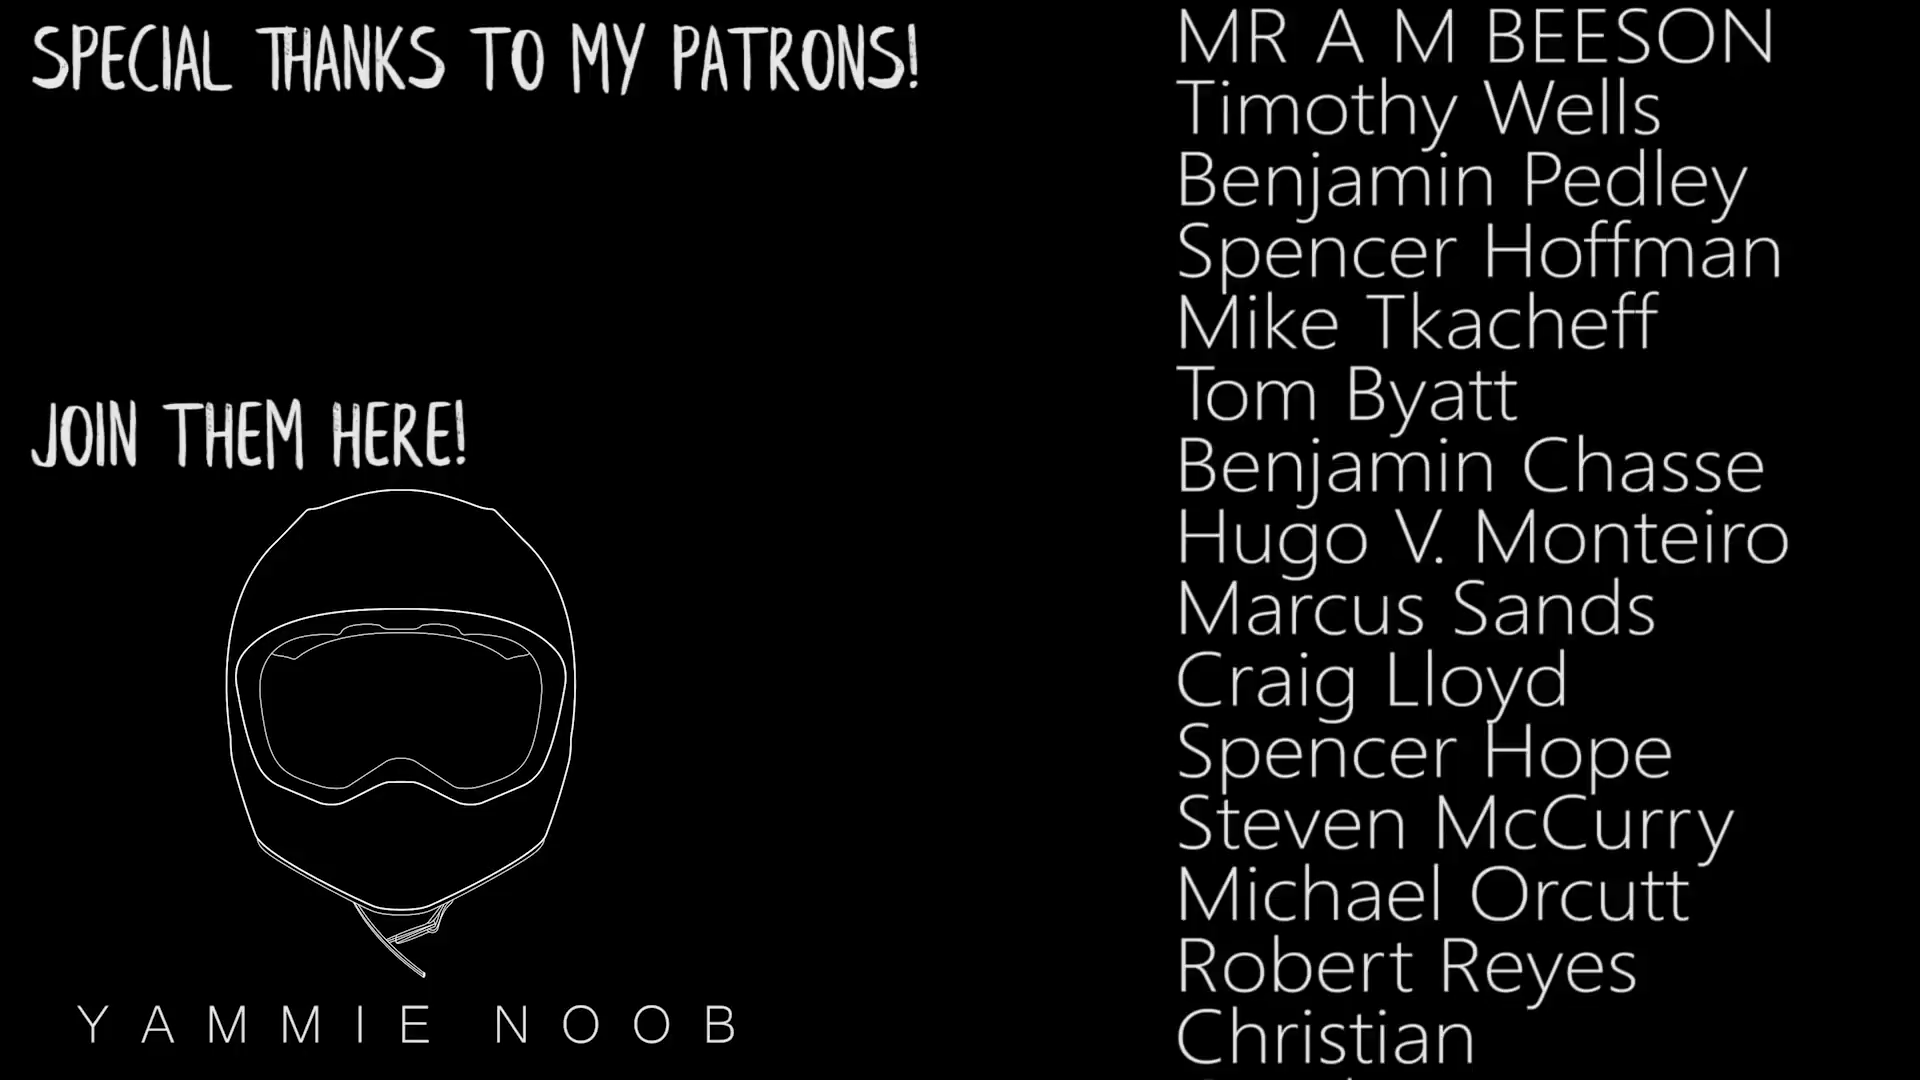 SPECIAL THANKS TO MY PATRONS!
JOIN THEM HERE!
YAMMIE NOOB
MR A M BEESON
Timothy Wells
Benjamin Pedley
Spencer Hoffman
Mike Tkacheff
Tom Byatt
Benjamin Chasse
Hugo V. Monteiro
Marcus Sands
Craig Lloyd
Spencer Hope
Steven McCurry
Michael Orcutt
Robert Reyes
Christian